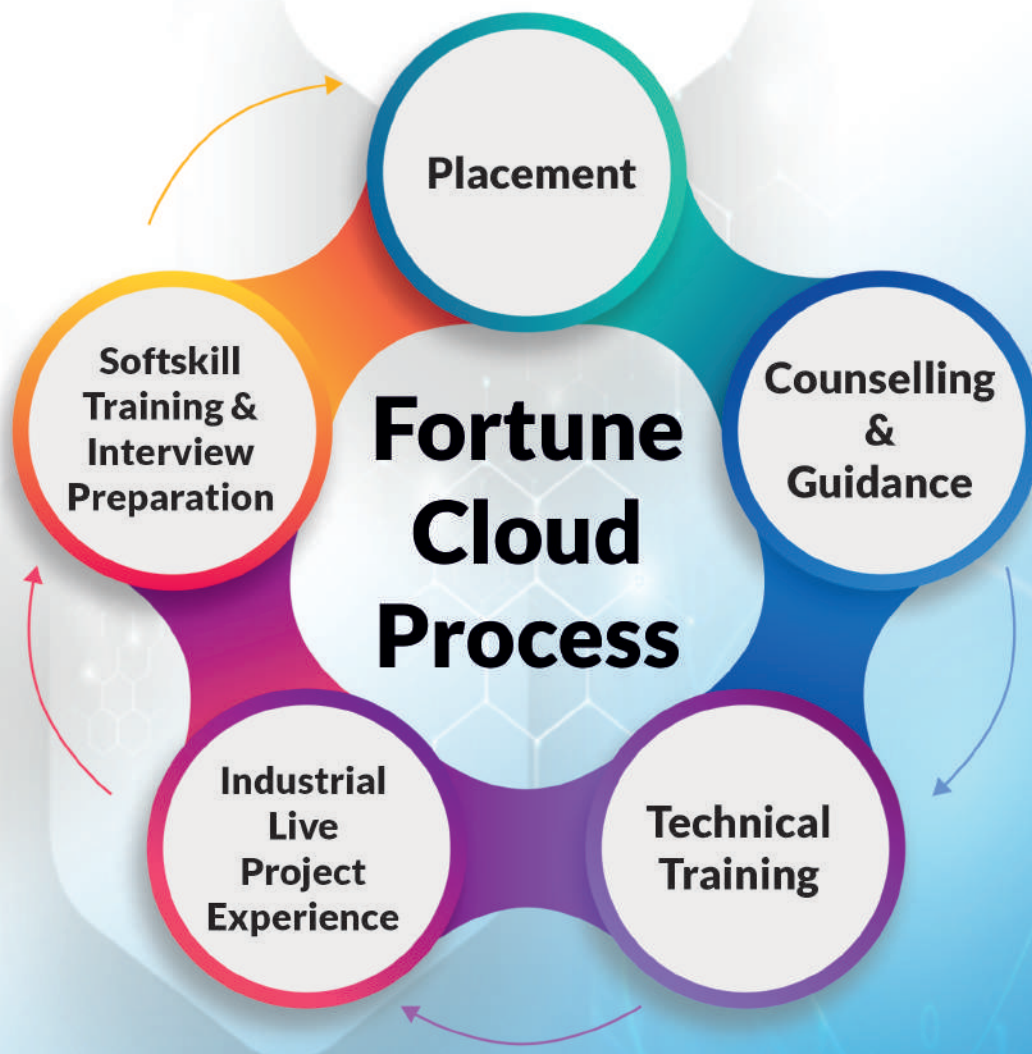 Placement
Counselling
&
Guidance
Technical
Training
Industrial
Live
Project
Experience
Softskill
Training &
Interview
Preparation
Fortune
Cloud
Process